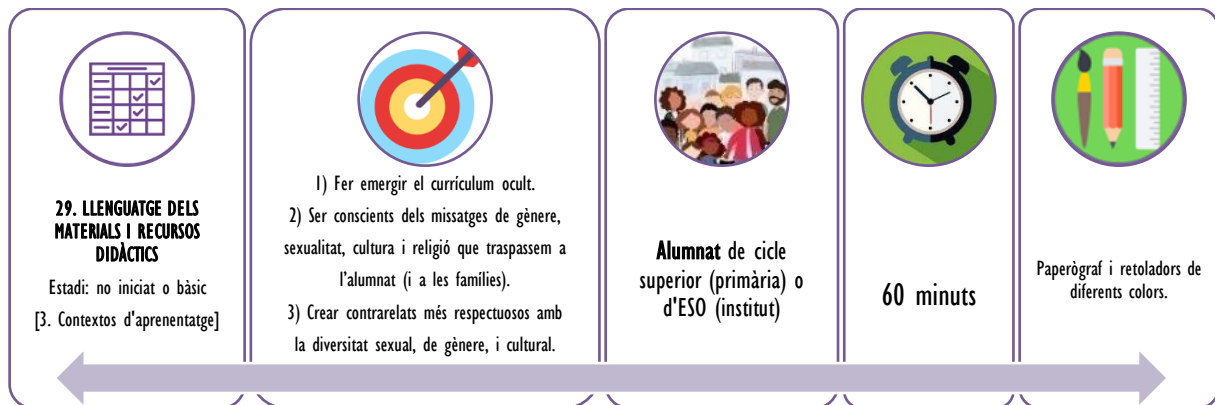 29. LLENGUATGE DELS
MATERIALS I RECURSOS
DIDÀCTICS
Estadi: no iniciat o bàsic
[3. Contextos d'aprenentatge]
1) Fer emergir el currículum ocult.
2) Ser conscients dels missatges de gènere,
sexualitat, cultura i religió que traspassem a
l'alumnat (i a les famílies).
3) Crear contrarelats més respectuosos amb
la diversitat sexual, de gènere, i cultural.
Alumnat de cicle
superior (primària) o
d'ESO (institut)
60 minuts
Paperògraf i retoladors de
diferents colors.